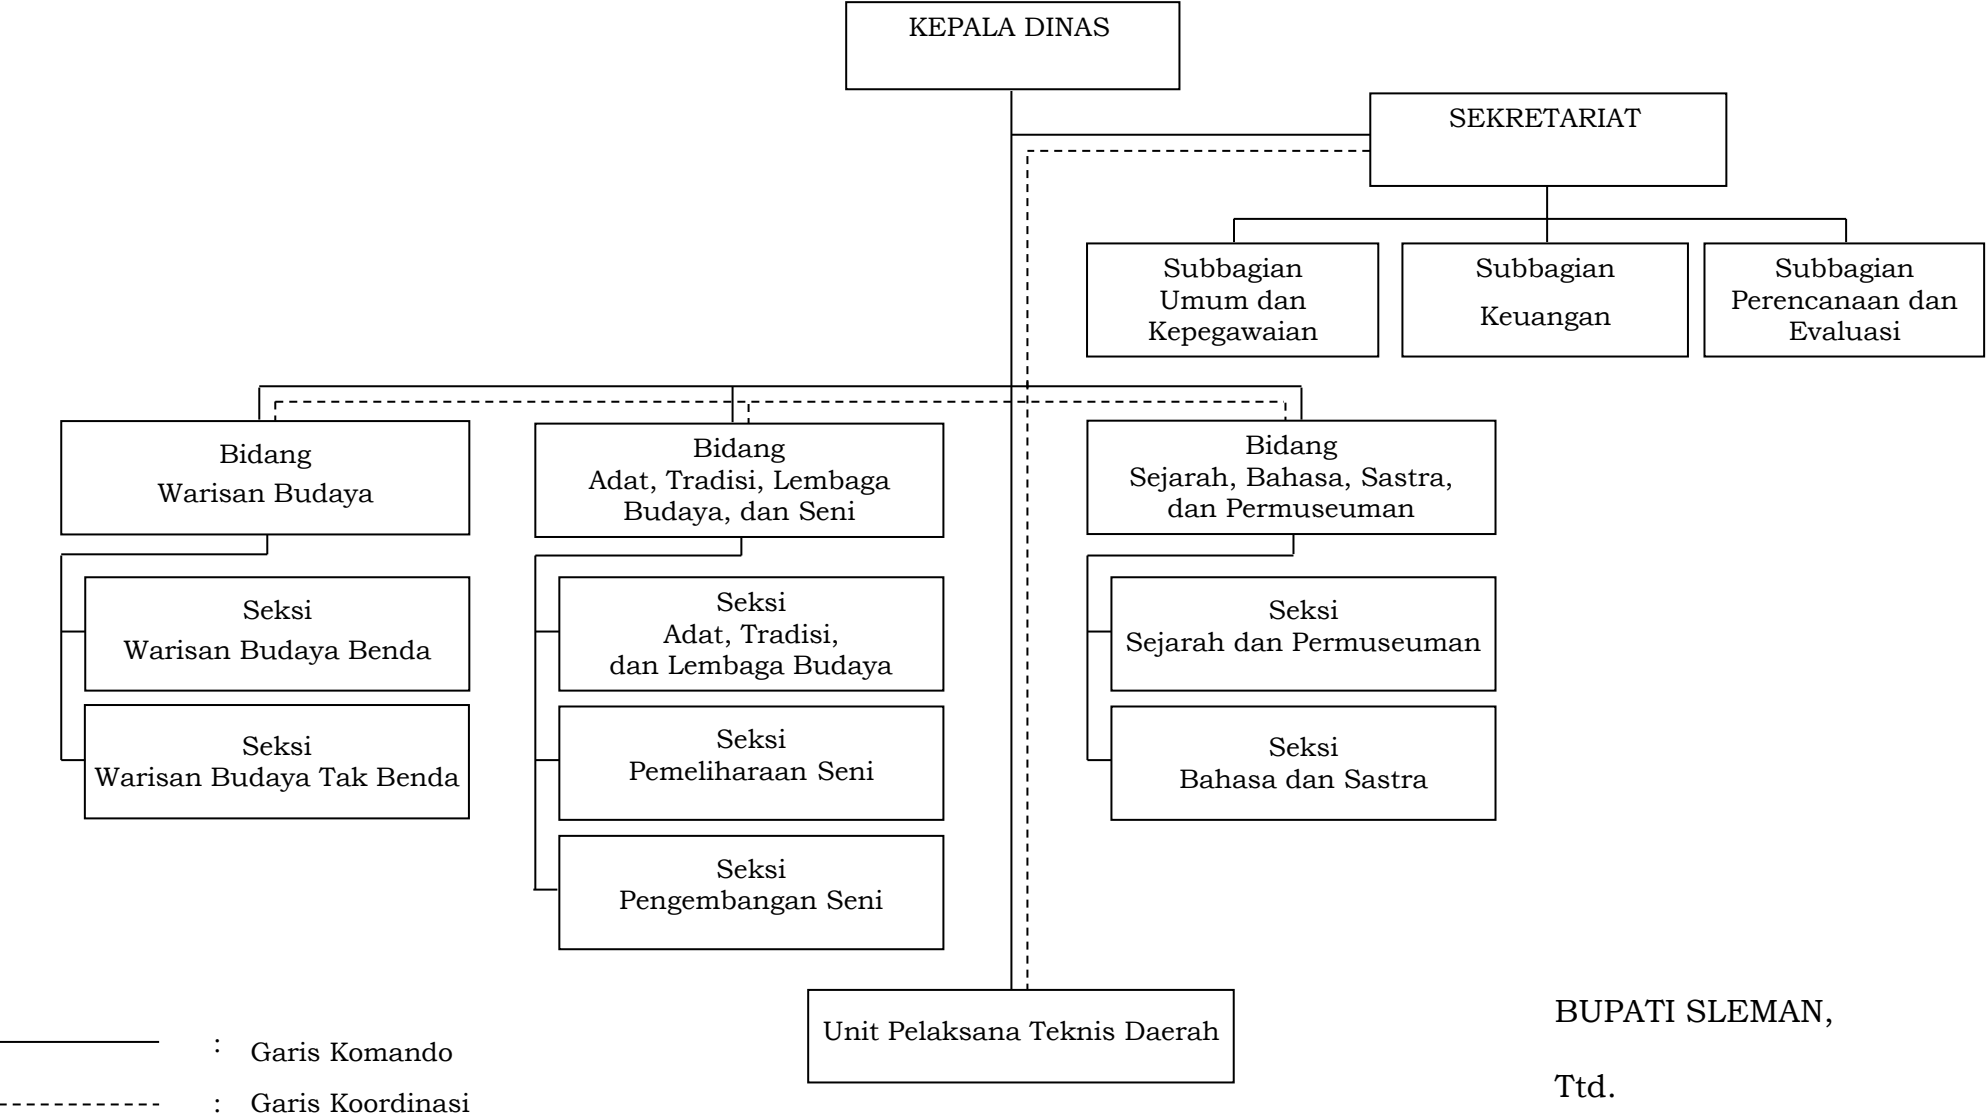 KEPALA DINAS
SEKRETARIAT
Subbagian
Umum dan
Kepegawaian
Subbagian
Keuangan
Subbagian
Perencanaan dan
Evaluasi
Bidang
Warisan Budaya
Bidang
Adat, Tradisi, Lembaga
Budaya, dan Seni
Bidang
Sejarah, Bahasa, Sastra,
dan Permuseuman
Seksi
Warisan Budaya Benda
Seksi
Warisan Budaya Tak Benda
Seksi
Adat, Tradisi,
dan Lembaga Budaya
Seksi
Pemeliharaan Seni
Seksi
Pengembangan Seni
Seksi
Sejarah dan Permuseuman
Seksi
Bahasa dan Sastra
Unit Pelaksana Teknis Daerah
: Garis Komando
: Garis Koordinasi
BUPATI SLEMAN,
Ttd.